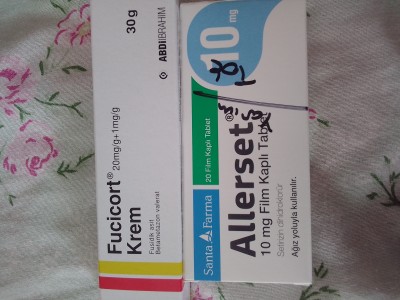 Fucicort® 20mg/g+1mg/g
Krem
Fusidik asit
Betametazon valerat
ABDİİBRAHİM
30g
Santa Farma
20 Film Kaplı Tablet
10 mg
Allerset®
10 mg Film Kaplı Tablet
Setirizin dihidroklorür
Ağız yoluyla kullanılır.